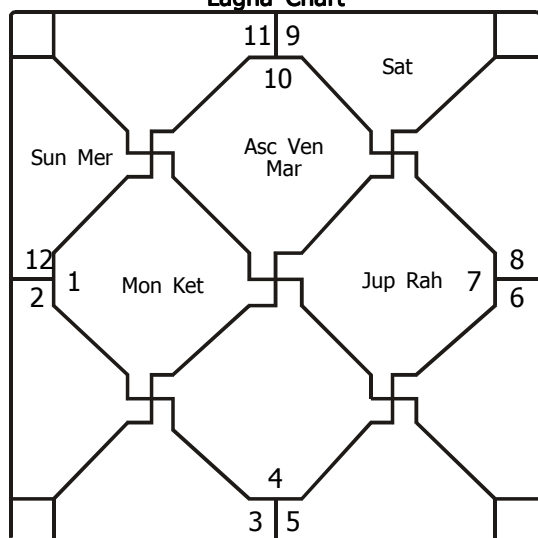 Lagna Chart
11 9
10
Sat
Asc Ven
Mar
Sun Mer
12
1
2
Mon Ket
Jup Rah
7
8
6
4
3 5